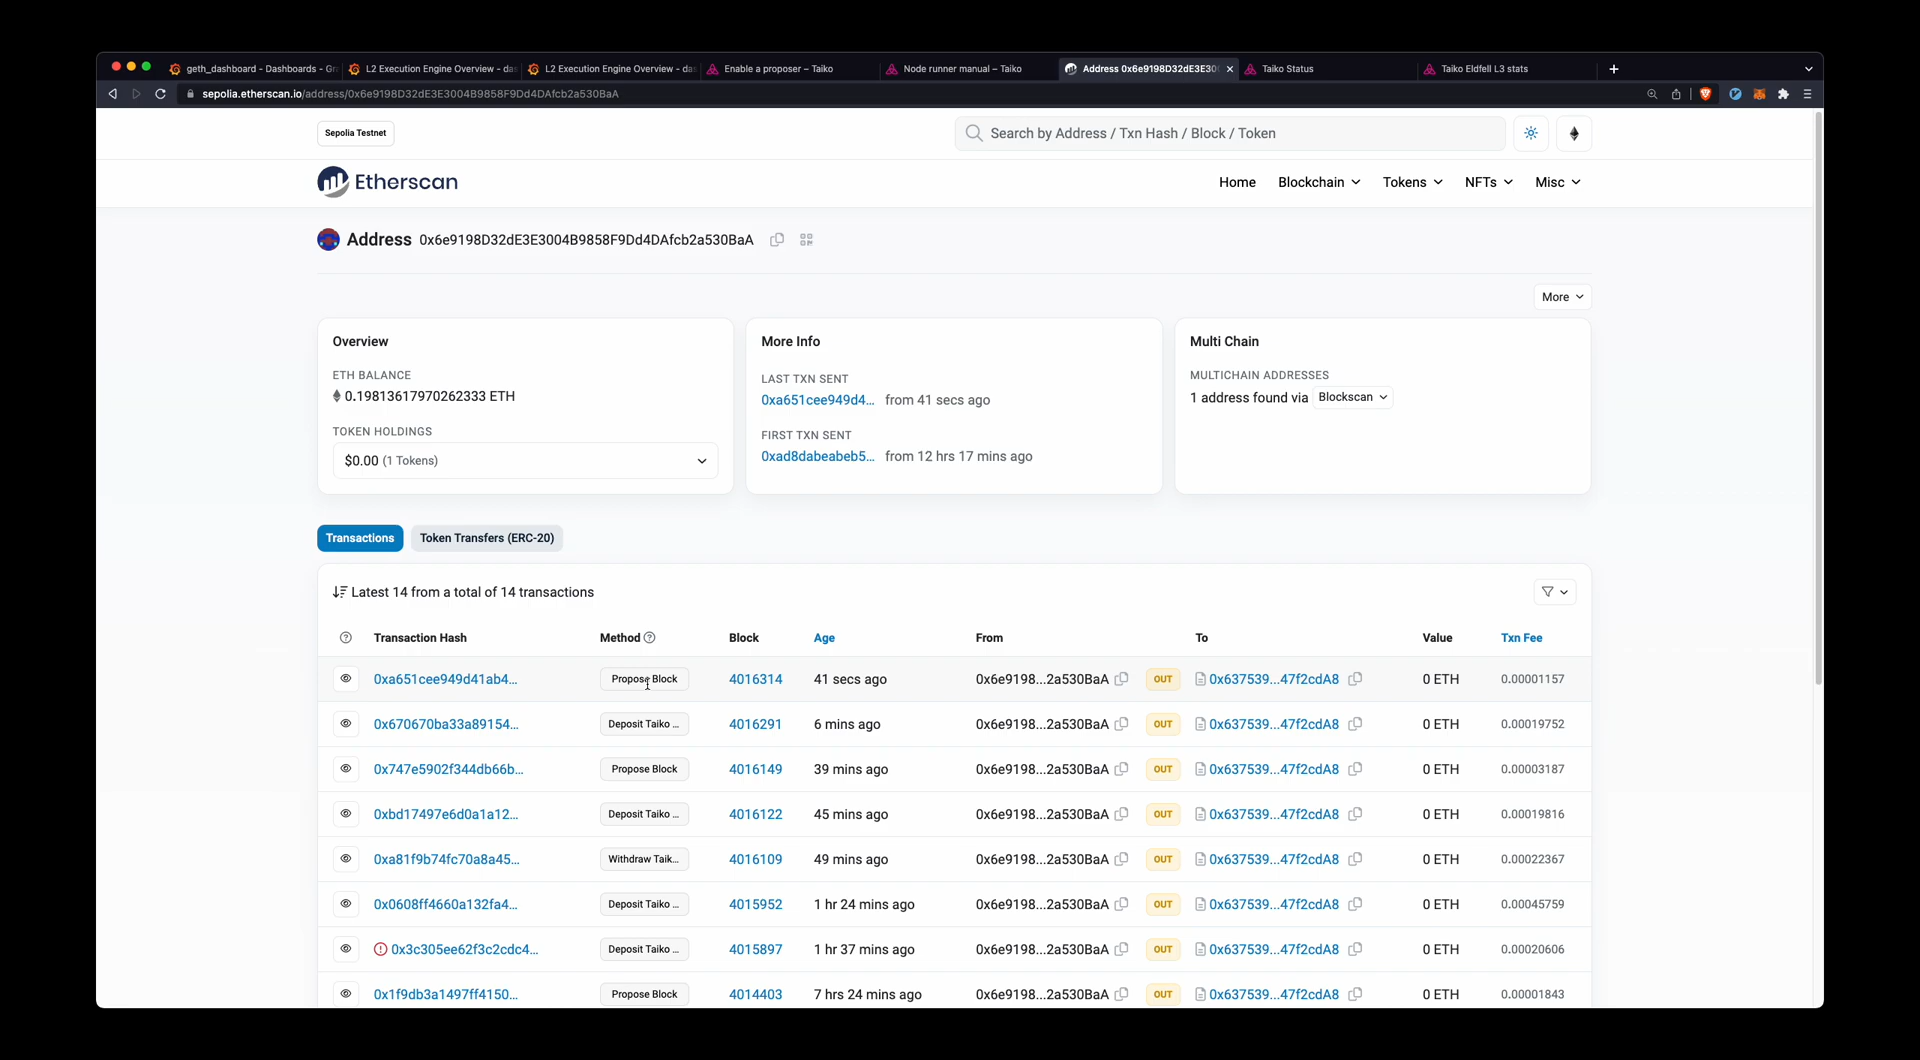 geth_dashboard - Dashboards - Gr
L2 Execution Engine Overview - das
L2 Execution Engine Overview - das
Enable a proposer – Taiko
Node runner manual – Taiko
Address 0x6e9198D32dE3E30
Taiko Status
Taiko Eldfell L3 stats
sepolia.etherscan.io/address/0x6e9198D32dE3E3004B9858F9Dd4DAfcb2a530BaA
Sepolia Testnet
Search by Address / Txn Hash / Block / Token
Etherscan
Home Blockchain Tokens NFTs Misc
Address 0x6e9198D32dE3E3004B9858F9Dd4DAfcb2a530BaA
More
Overview
ETH BALANCE
0.19813617970262333 ETH
TOKEN HOLDINGS
$0.00 (1 Tokens)
More Info
LAST TXN SENT
0xa651cee949d4... from 41 secs ago
FIRST TXN SENT
0xad8dabeabeb5... from 12 hrs 17 mins ago
Multi Chain
MULTICHAIN ADDRESSES
1 address found via Blockscan
Transactions Token Transfers (ERC-20)
Latest 14 from a total of 14 transactions
Transaction Hash Method Block Age From To Value Txn Fee
0xa651cee949d41ab4... Propose Block 4016314 41 secs ago 0x6e9198...2a530BaA OUT 0x637539...47f2cdA8 0 ETH 0.00001157
0x670670ba33a89154... Deposit Taiko ... 4016291 6 mins ago 0x6e9198...2a530BaA OUT 0x637539...47f2cdA8 0 ETH 0.00019752
0x747e5902f344db66b... Propose Block 4016149 39 mins ago 0x6e9198...2a530BaA OUT 0x637539...47f2cdA8 0 ETH 0.00003187
0xbd17497e6d0a1a12... Deposit Taiko ... 4016122 45 mins ago 0x6e9198...2a530BaA OUT 0x637539...47f2cdA8 0 ETH 0.00019816
0xa81f9b74fc70a8a45... Withdraw Taik... 4016109 49 mins ago 0x6e9198...2a530BaA OUT 0x637539...47f2cdA8 0 ETH 0.00022367
0x0608ff4660a132fa4... Deposit Taiko ... 4015952 1 hr 24 mins ago 0x6e9198...2a530BaA OUT 0x637539...47f2cdA8 0 ETH 0.00045759
0x3c305ee62f3c2cdc4... Deposit Taiko ... 4015897 1 hr 37 mins ago 0x6e9198...2a530BaA OUT 0x637539...47f2cdA8 0 ETH 0.00020606
0x1f9db3a1497ff4150... Propose Block 4014403 7 hrs 24 mins ago 0x6e9198...2a530BaA OUT 0x637539...47f2cdA8 0 ETH 0.00001843